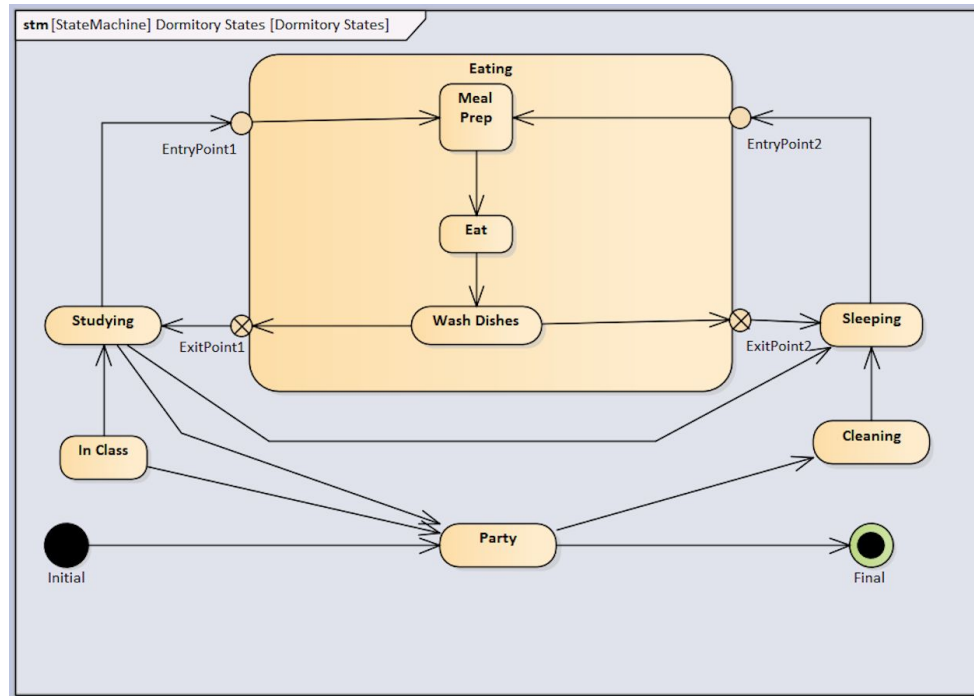 stm [StateMachine] Dormitory States [Dormitory States]
Eating
Meal
Prep
EntryPoint1
EntryPoint2
Eat
Studying
Wash Dishes
Sleeping
ExitPoint1
ExitPoint2
In Class
Cleaning
Party
Initial
Final